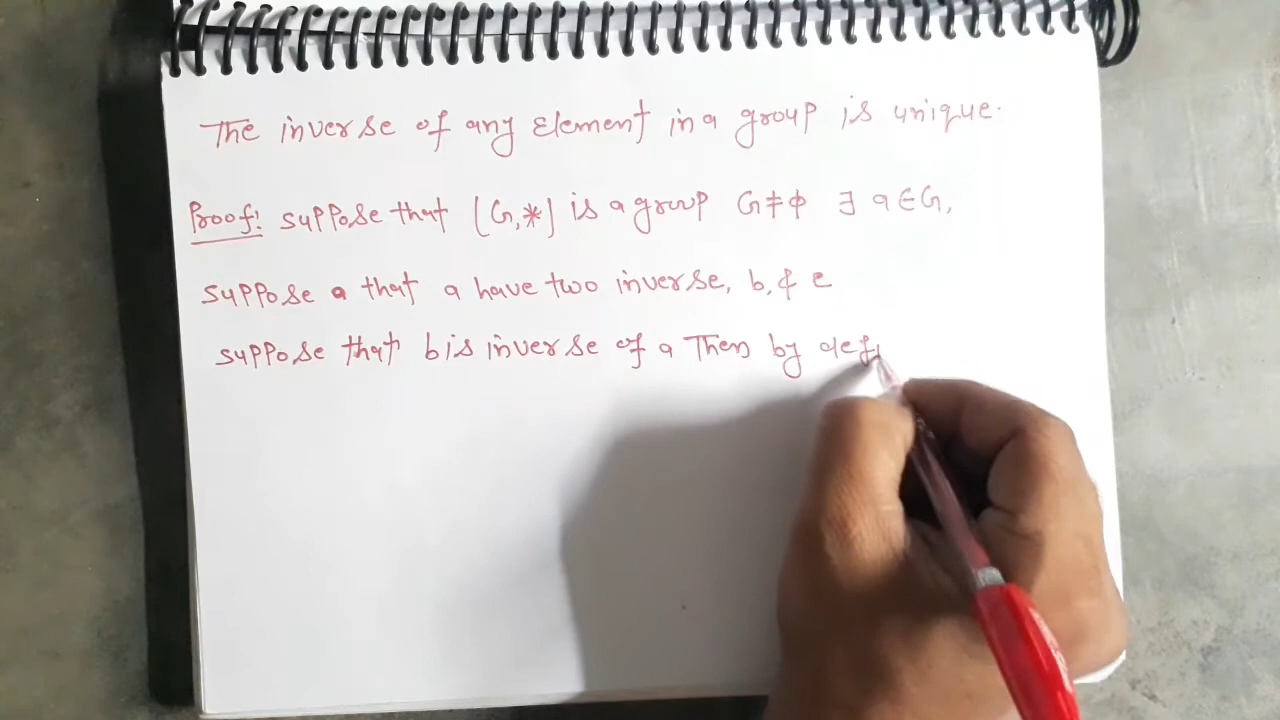 The inverse of any Element in a group is unique.
Proof: suppose that (G,*) is a group G≠ϕ ∃ a∈G,
suppose a that a have two inverse, b, & c
suppose that b is inverse of a Then by def